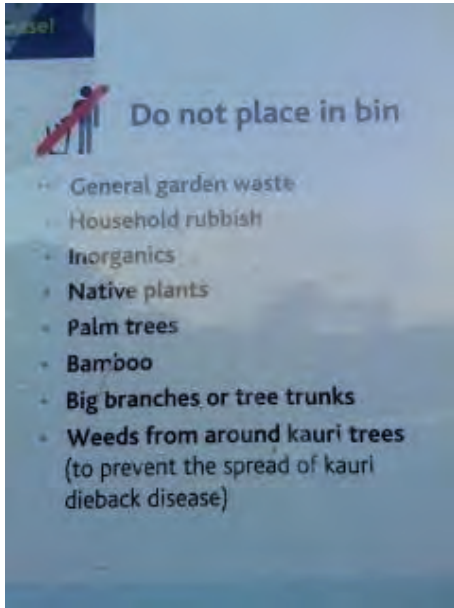 Do not place in bin
General garden waste
Household rubbish
Inorganics
Native plants
Palm trees
Bamboo
Big branches or tree trunks
Weeds from around kauri trees
(to prevent the spread of kauri
dieback disease)